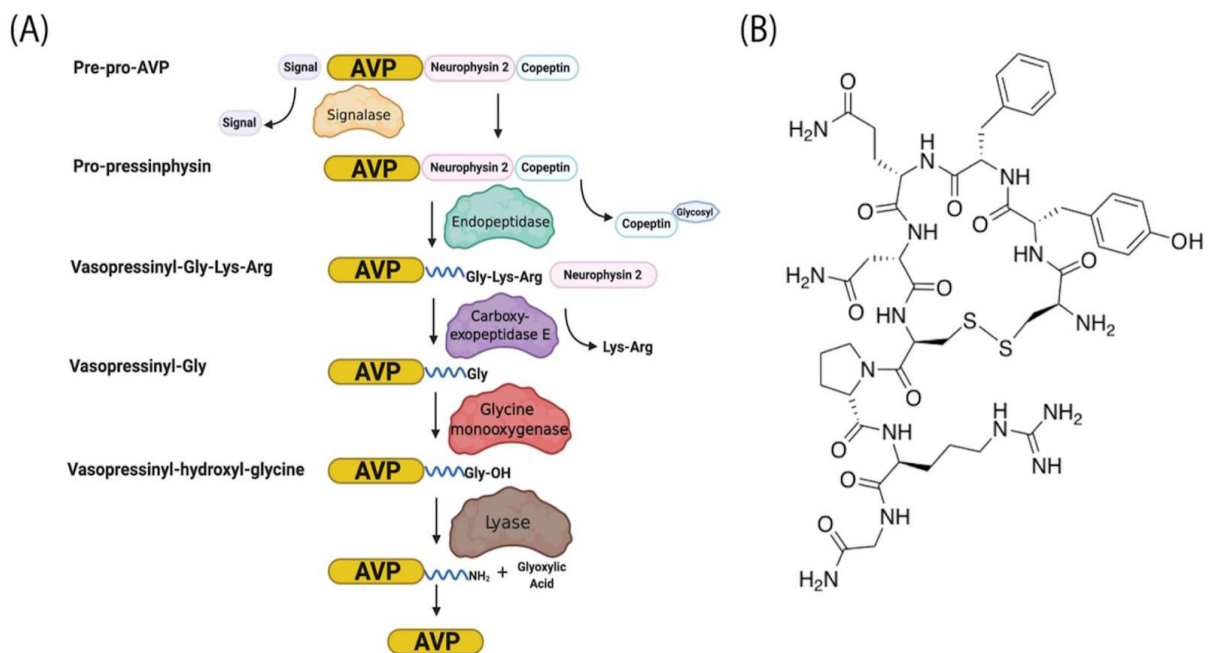 (A)
Pre-pro-AVP
Signal
AVP
Neurophysin 2
Copeptin
Signal
Signalase
Pro-pressinphysin
AVP
Neurophysin 2
Copeptin
Endopeptidase
Copeptin
Glycosyl
Vasopressinyl-Gly-Lys-Arg
AVP
Gly-Lys-Arg
Neurophysin 2
Carboxy-
exopeptidase E
Lys-Arg
Vasopressinyl-Gly
AVP
Gly
Glycine
monooxygenase
Vasopressinyl-hydroxyl-glycine
AVP
Gly-OH
Lyase
AVP
NH₂ + Glyoxylic
Acid
AVP
(B)
O
H₂N
H
N
O
NH
O
O
NH
OH
HN
O
NH₂
O
NH
H₂N
O
O
HN
S
S
N
O
O
NH
H
N
NH₂
NH
O
NH
O
H₂N